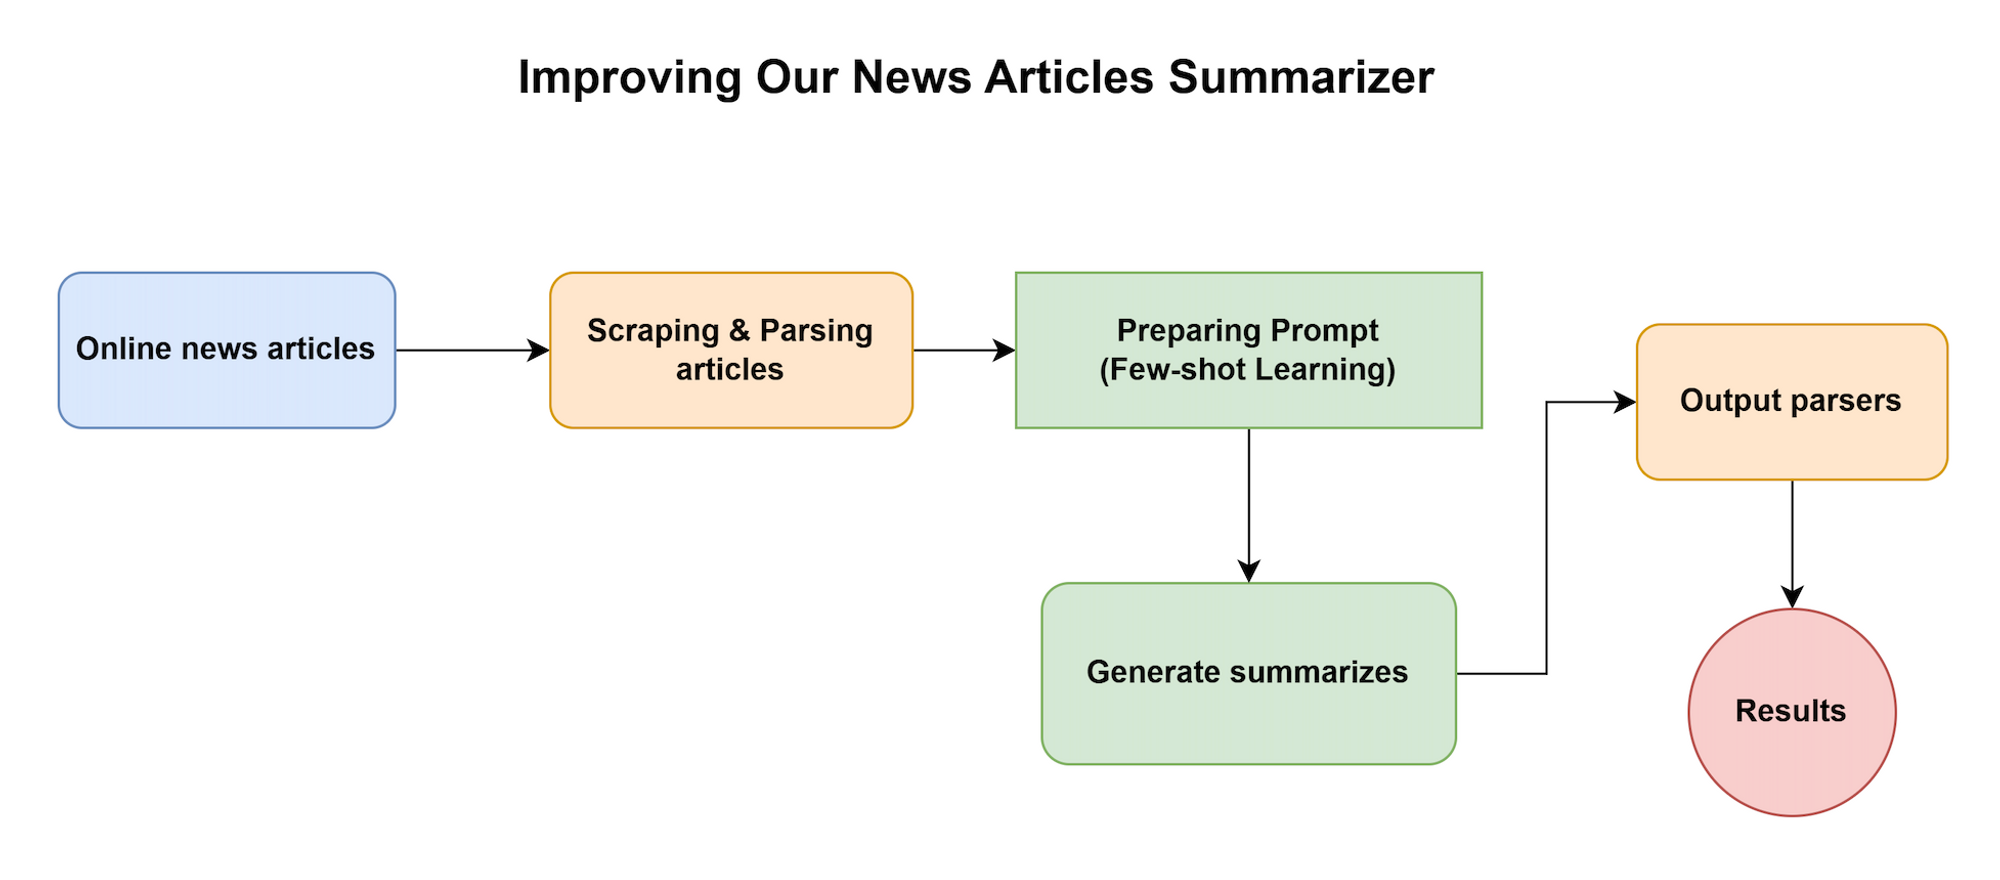 Improving Our News Articles Summarizer
Online news articles
Scraping & Parsing
articles
Preparing Prompt
(Few-shot Learning)
Output parsers
Generate summarizes
Results